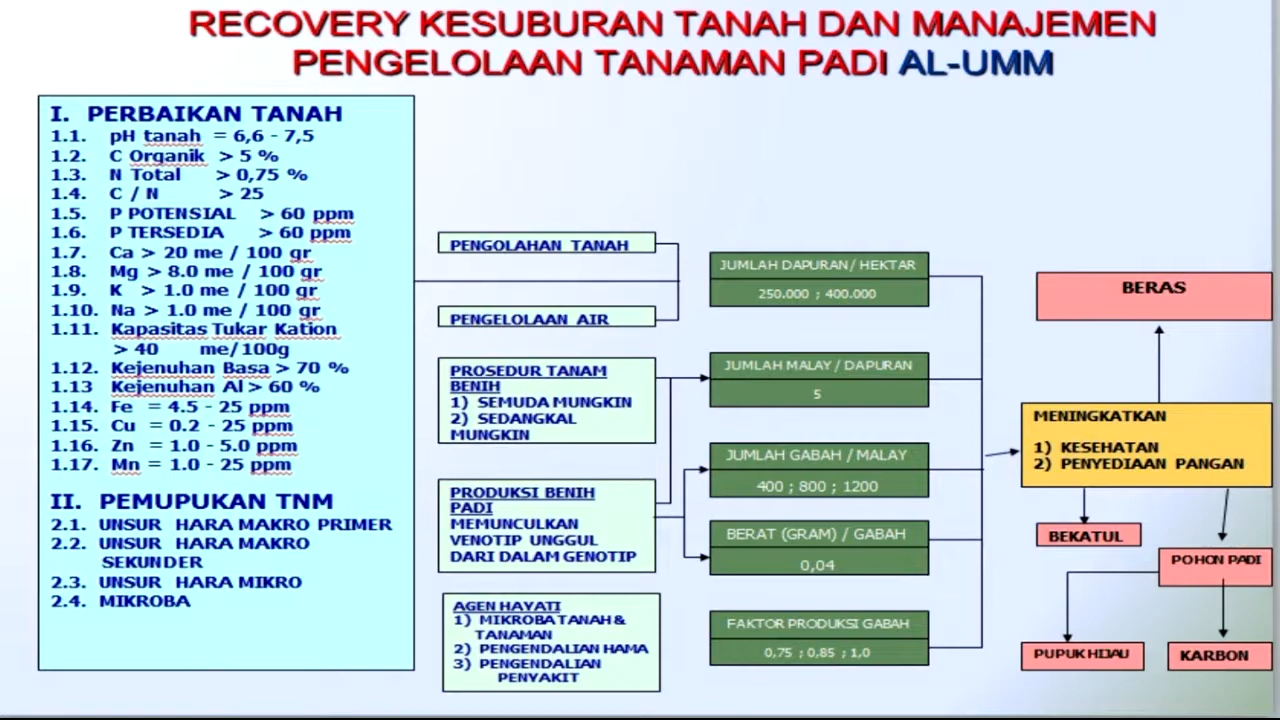 RECOVERY KESUBURAN TANAH DAN MANAJEMEN
PENGELOLAAN TANAMAN PADI AL-UMM
I. PERBAIKAN TANAH
1.1. pH tanah = 6,6 - 7,5
1.2. C Organik > 5 %
1.3. N Total > 0,75 %
1.4. C / N > 25
1.5. P POTENSIAL > 60 ppm
1.6. P TERSEDIA > 60 ppm
1.7. Ca > 20 me / 100 gr
1.8. Mg > 8.0 me / 100 gr
1.9. K > 1.0 me / 100 gr
1.10. Na > 1.0 me / 100 gr
1.11. Kapasitas Tukar Kation
> 40 me/100g
1.12. Kejenuhan Basa > 70 %
1.13 Kejenuhan Al > 60 %
1.14. Fe = 4.5 - 25 ppm
1.15. Cu = 0.2 - 25 ppm
1.16. Zn = 1.0 - 5.0 ppm
1.17. Mn = 1.0 - 25 ppm
II. PEMUPUKAN TNM
2.1. UNSUR HARA MAKRO PRIMER
2.2. UNSUR HARA MAKRO
SEKUNDER
2.3. UNSUR HARA MIKRO
2.4. MIKROBA
PENGOLAHAN TANAH
PENGELOLAAN AIR
PROSEDUR TANAM
BENIH
1) SEMUDA MUNGKIN
2) SEDANGKAL
MUNGKIN
PRODUKSI BENIH
PADI
MEMUNCULKAN
VENOTIP UNGGUL
DARI DALAM GENOTIP
AGEN HAYATI
1) MIKROBA TANAH &
TANAMAN
2) PENGENDALIAN HAMA
3) PENGENDALIAN
PENYAKIT
JUMLAH DAPURAN / HEKTAR
250.000 ; 400.000
JUMLAH MALAY / DAPURAN
5
JUMLAH GABAH / MALAY
400 ; 800 ; 1200
BERAT (GRAM) / GABAH
0,04
FAKTOR PRODUKSI GABAH
0,75 ; 0,85 ; 1,0
BERAS
MENINGKATKAN
1) KESEHATAN
2) PENYEDIAAN PANGAN
BEKATUL
POHON PADI
PUPUK HIJAU
KARBON